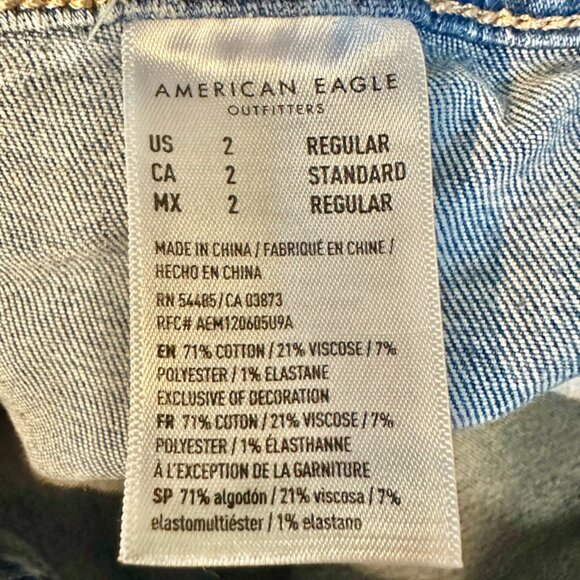 AMERICAN EAGLE
OUTFITTERS
US 2 REGULAR
CA 2 STANDARD
MX 2 REGULAR
MADE IN CHINA / FABRIQUÉ EN CHINE /
HECHO EN CHINA
RN 54485/CA 03873
RFC# AEM120605U9A
EN 71% COTTON / 21% VISCOSE / 7%
POLYESTER / 1% ELASTANE
EXCLUSIVE OF DECORATION
FR 71% COTON / 21% VISCOSE / 7%
POLYESTER / 1% ÉLASTHANNE
À L'EXCEPTION DE LA GARNITURE
SP 71% algodón / 21% viscosa / 7%
elastomultiéster / 1% elastano